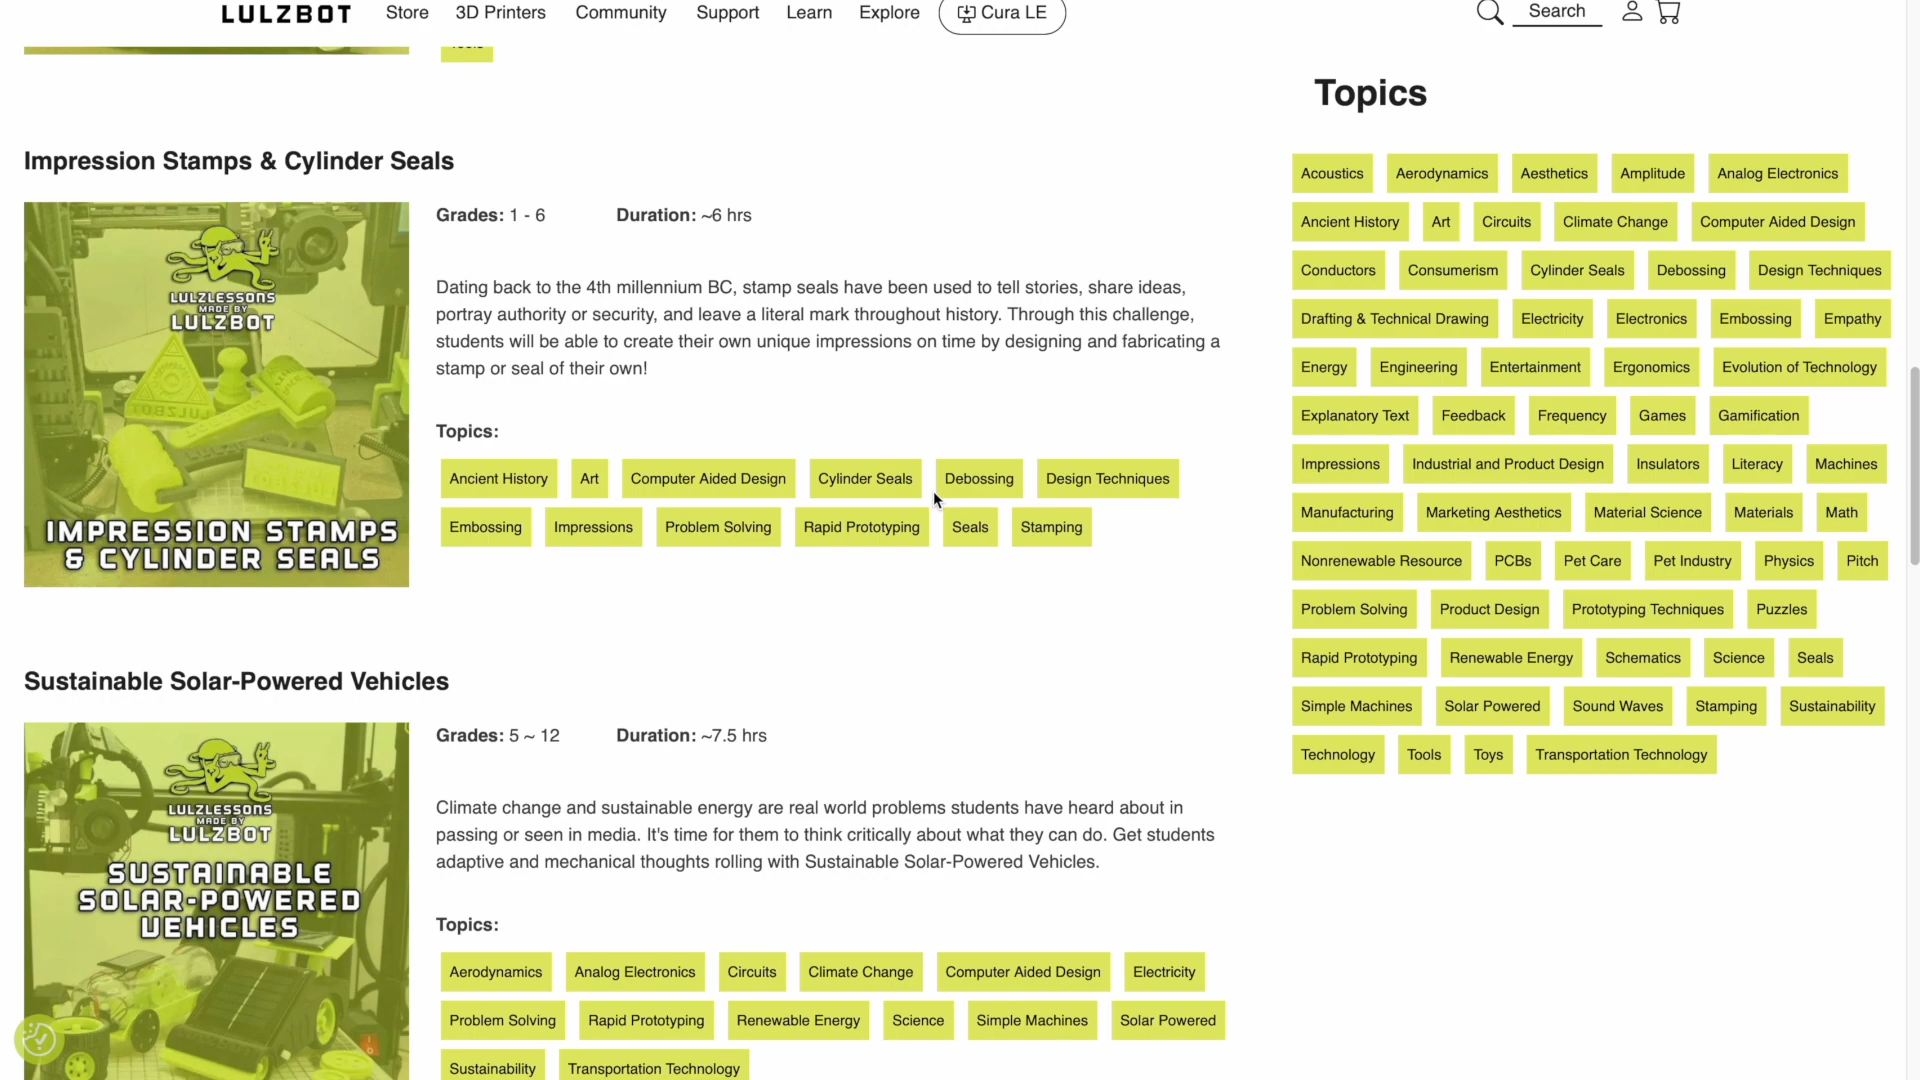 LULZBOT Store 3D Printers Community Support Learn Explore Cura LE Search
Tools
Impression Stamps & Cylinder Seals
LULZLESSONS
MADE BY
LULZBOT
IMPRESSION STAMPS
& CYLINDER SEALS
Grades: 1 - 6 Duration: ~6 hrs
Dating back to the 4th millennium BC, stamp seals have been used to tell stories, share ideas,
portray authority or security, and leave a literal mark throughout history. Through this challenge,
students will be able to create their own unique impressions on time by designing and fabricating a
stamp or seal of their own!
Topics:
Ancient History Art Computer Aided Design Cylinder Seals Debossing Design Techniques
Embossing Impressions Problem Solving Rapid Prototyping Seals Stamping
Sustainable Solar-Powered Vehicles
LULZLESSONS
MADE BY
LULZBOT
SUSTAINABLE
SOLAR-POWERED
VEHICLES
Grades: 5 ~ 12 Duration: ~7.5 hrs
Climate change and sustainable energy are real world problems students have heard about in
passing or seen in media. It's time for them to think critically about what they can do. Get students
adaptive and mechanical thoughts rolling with Sustainable Solar-Powered Vehicles.
Topics:
Aerodynamics Analog Electronics Circuits Climate Change Computer Aided Design Electricity
Problem Solving Rapid Prototyping Renewable Energy Science Simple Machines Solar Powered
Sustainability Transportation Technology
Topics
Acoustics Aerodynamics Aesthetics Amplitude Analog Electronics
Ancient History Art Circuits Climate Change Computer Aided Design
Conductors Consumerism Cylinder Seals Debossing Design Techniques
Drafting & Technical Drawing Electricity Electronics Embossing Empathy
Energy Engineering Entertainment Ergonomics Evolution of Technology
Explanatory Text Feedback Frequency Games Gamification
Impressions Industrial and Product Design Insulators Literacy Machines
Manufacturing Marketing Aesthetics Material Science Materials Math
Nonrenewable Resource PCBs Pet Care Pet Industry Physics Pitch
Problem Solving Product Design Prototyping Techniques Puzzles
Rapid Prototyping Renewable Energy Schematics Science Seals
Simple Machines Solar Powered Sound Waves Stamping Sustainability
Technology Tools Toys Transportation Technology